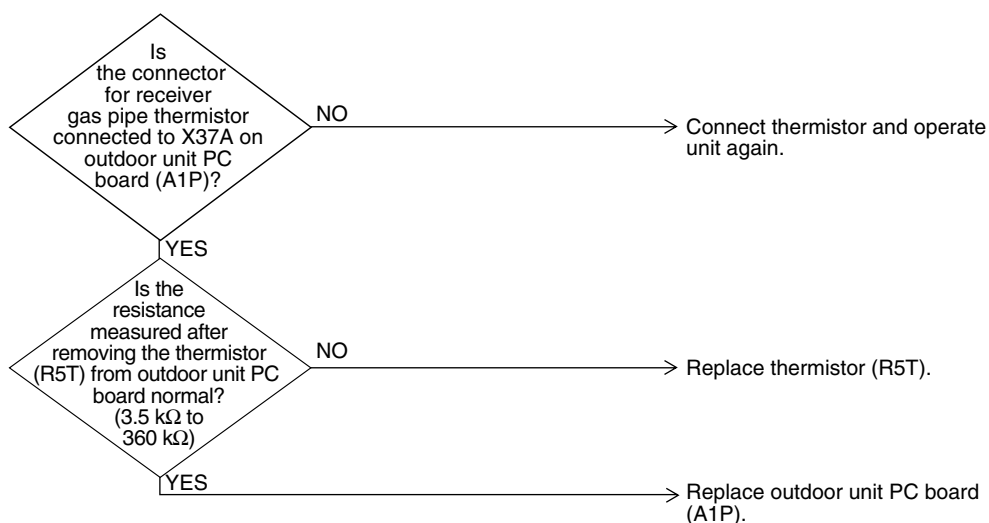 Is
the connector
for receiver
gas pipe thermistor
connected to X37A on
outdoor unit PC
board (A1P)?
NO
Connect thermistor and operate
unit again.
YES
Is the
resistance
measured after
removing the thermistor
(R5T) from outdoor unit PC
board normal?
(3.5 kΩ to
360 kΩ)
NO
Replace thermistor (R5T).
YES
Replace outdoor unit PC board
(A1P).